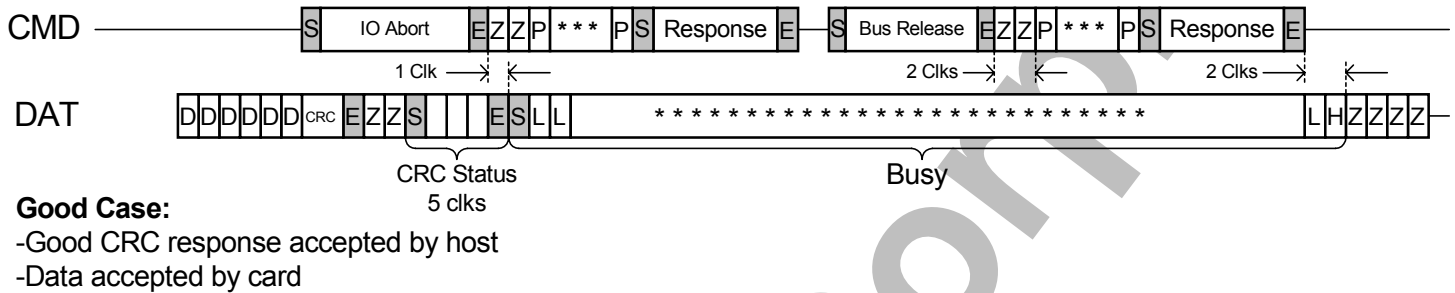 CMD S IO Abort E Z Z P * * * P S Response E S Bus Release E Z Z P * * * P S Response E
1 Clk 2 Clks 2 Clks
DAT D D D D D D CRC E Z Z S E S L L * * * * * * * * * * * * * * * * * * * * * * * * L H Z Z Z Z
CRC Status Busy
5 clks
Good Case:
-Good CRC response accepted by host
-Data accepted by card